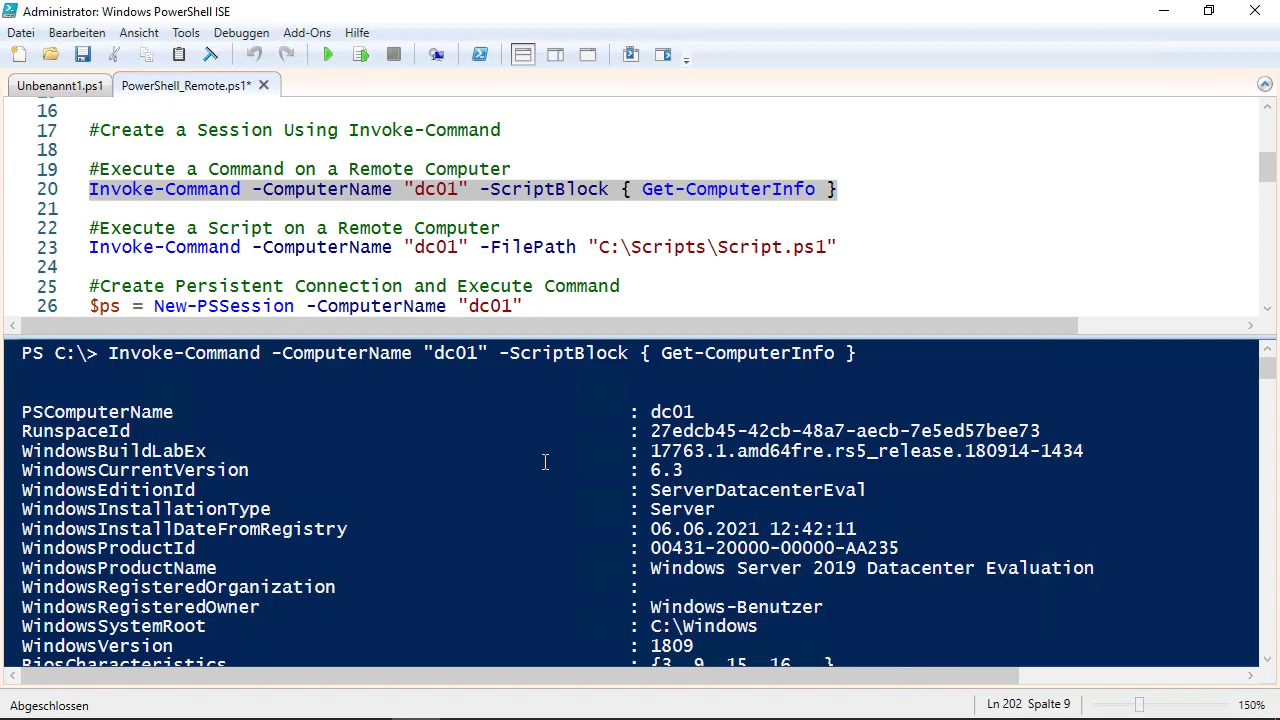 Administrator: Windows PowerShell ISE
Datei Bearbeiten Ansicht Tools Debuggen Add-Ons Hilfe
Unbenannt1.ps1 PowerShell_Remote.ps1*
16
17 #Create a Session Using Invoke-Command
18
19 #Execute a Command on a Remote Computer
20 Invoke-Command -ComputerName "dc01" -ScriptBlock { Get-ComputerInfo }
21
22 #Execute a Script on a Remote Computer
23 Invoke-Command -ComputerName "dc01" -FilePath "C:\Scripts\Script.ps1"
24
25 #Create Persistent Connection and Execute Command
26 $ps = New-PSSession -ComputerName "dc01"
PS C:\> Invoke-Command -ComputerName "dc01" -ScriptBlock { Get-ComputerInfo }
PSComputerName : dc01
RunspaceId : 27edcb45-42cb-48a7-aecb-7e5ed57bee73
WindowsBuildLabEx : 17763.1.amd64fre.rs5_release.180914-1434
WindowsCurrentVersion : 6.3
WindowsEditionId : ServerDatacenterEval
WindowsInstallationType : Server
WindowsInstallDateFromRegistry : 06.06.2021 12:42:11
WindowsProductId : 00431-20000-00000-AA235
WindowsProductName : Windows Server 2019 Datacenter Evaluation
WindowsRegisteredOrganization :
WindowsRegisteredOwner : Windows-Benutzer
WindowsSystemRoot : C:\Windows
WindowsVersion : 1809
BiosCharacteristics : {3, 9, 15, 16...}
Abgeschlossen Ln 202 Spalte 9 150%